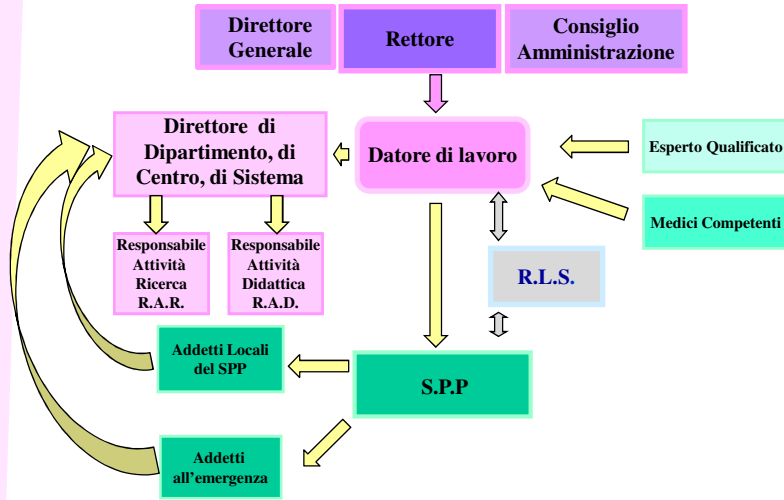 Direttore
Generale
Rettore
Consiglio
Amministrazione
Direttore di
Dipartimento, di
Centro, di Sistema
Datore di lavoro
Esperto Qualificato
Medici Competenti
Responsabile
Attività
Ricerca
R.A.R.
Responsabile
Attività
Didattica
R.A.D.
R.L.S.
Addetti Locali
del SPP
S.P.P
Addetti
all'emergenza